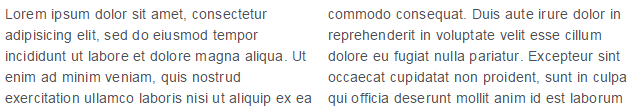 Lorem ipsum dolor sit amet, consectetur
adipisicing elit, sed do eiusmod tempor
incididunt ut labore et dolore magna aliqua. Ut
enim ad minim veniam, quis nostrud
exercitation ullamco laboris nisi ut aliquip ex ea
commodo consequat. Duis aute irure dolor in
reprehenderit in voluptate velit esse cillum
dolore eu fugiat nulla pariatur. Excepteur sint
occaecat cupidatat non proident, sunt in culpa
qui officia deserunt mollit anim id est laborum